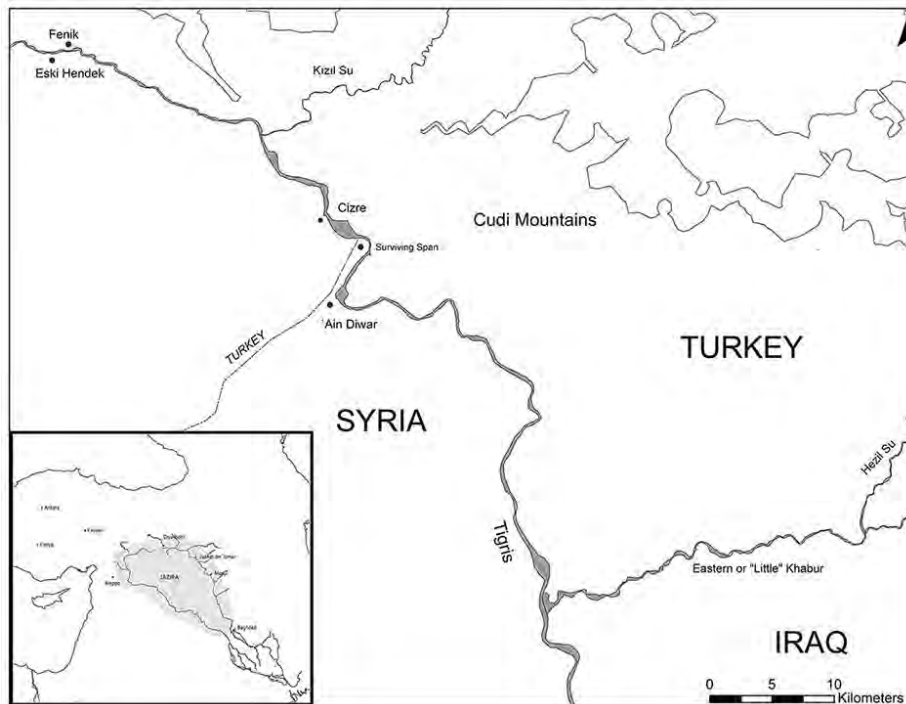 Fenik
Eski Hendek
Kızıl Su
Cizre
Cudi Mountains
Surviving Span
'Ain Diwar
TURKEY
TURKEY
SYRIA
Hezil Su
Tigris
Eastern or "Little" Khabur
IRAQ
0 5 10
Kilometers
JAZIRA
Baghdad